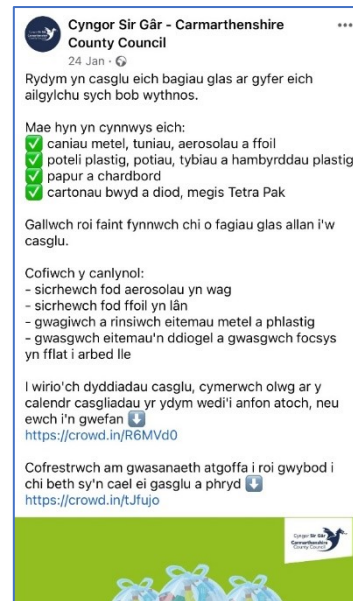 Cyngor Sir Gâr - Carmarthenshire
County Council
24 Jan ·
Rydym yn casglu eich bagiau glas ar gyfer eich
ailgylchu sych bob wythnos.
Mae hyn yn cynnwys eich:
caniau metel, tuniau, aerosolau a ffoil
poteli plastig, potiau, tybiau a hambyrddau plastig
papur a chardbord
cartonau bwyd a diod, megis Tetra Pak
Gallwch roi faint fynnwch chi o fagiau glas allan i'w
casglu.
Cofiwch y canlynol:
- sicrhewch fod aerosolau yn wag
- sicrhewch fod ffoil yn lân
- gwagiwch a rinsiwch eitemau metel a phlastig
- gwasgwch eitemau'n ddiogel a gwasgwch focsys
yn fflat i arbed lle
I wirio'ch dyddiadau casglu, cymerwch olwg ar y
calendr casgliadau yr ydym wedi'i anfon atoch, neu
ewch i'n gwefan
https://crowd.in/R6MVd0
Cofrestrwch am gwasanaeth atgoffa i roi gwybod i
chi beth sy'n cael ei gasglu a phryd
https://crowd.in/tJfujo
Cyngor Sir Gâr
Carmarthenshire
County Council